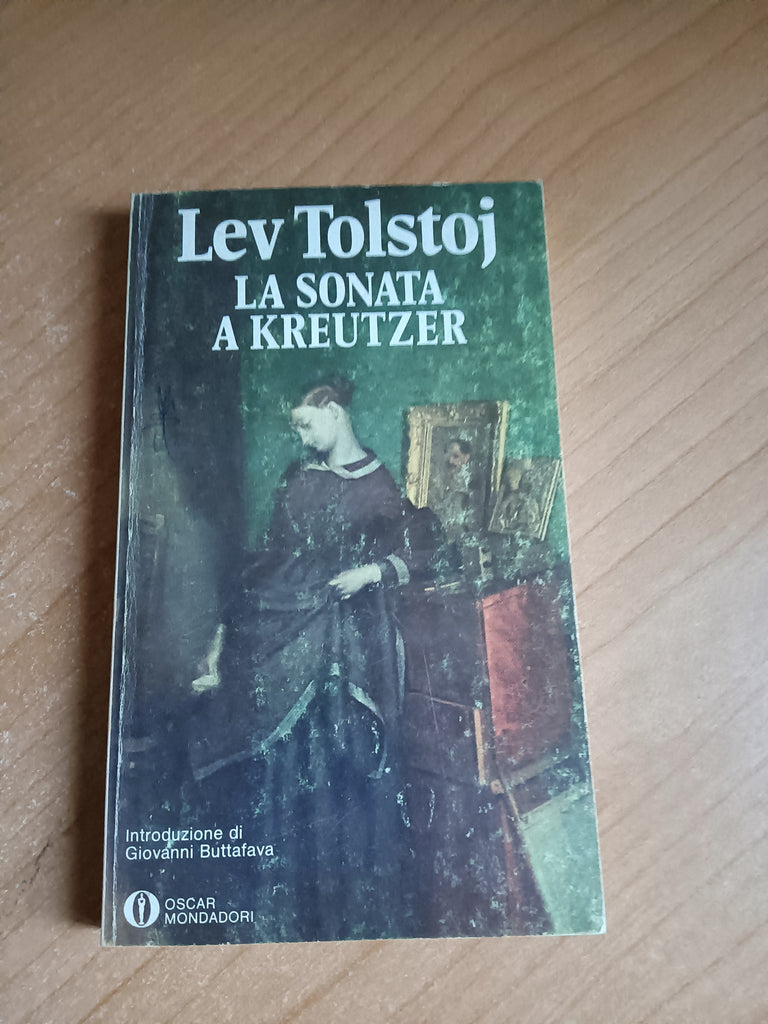 Lev Tolstoj
LA SONATA
A KREUTZER
Introduzione di
Giovanni Buttafava
OSCAR
MONDADORI